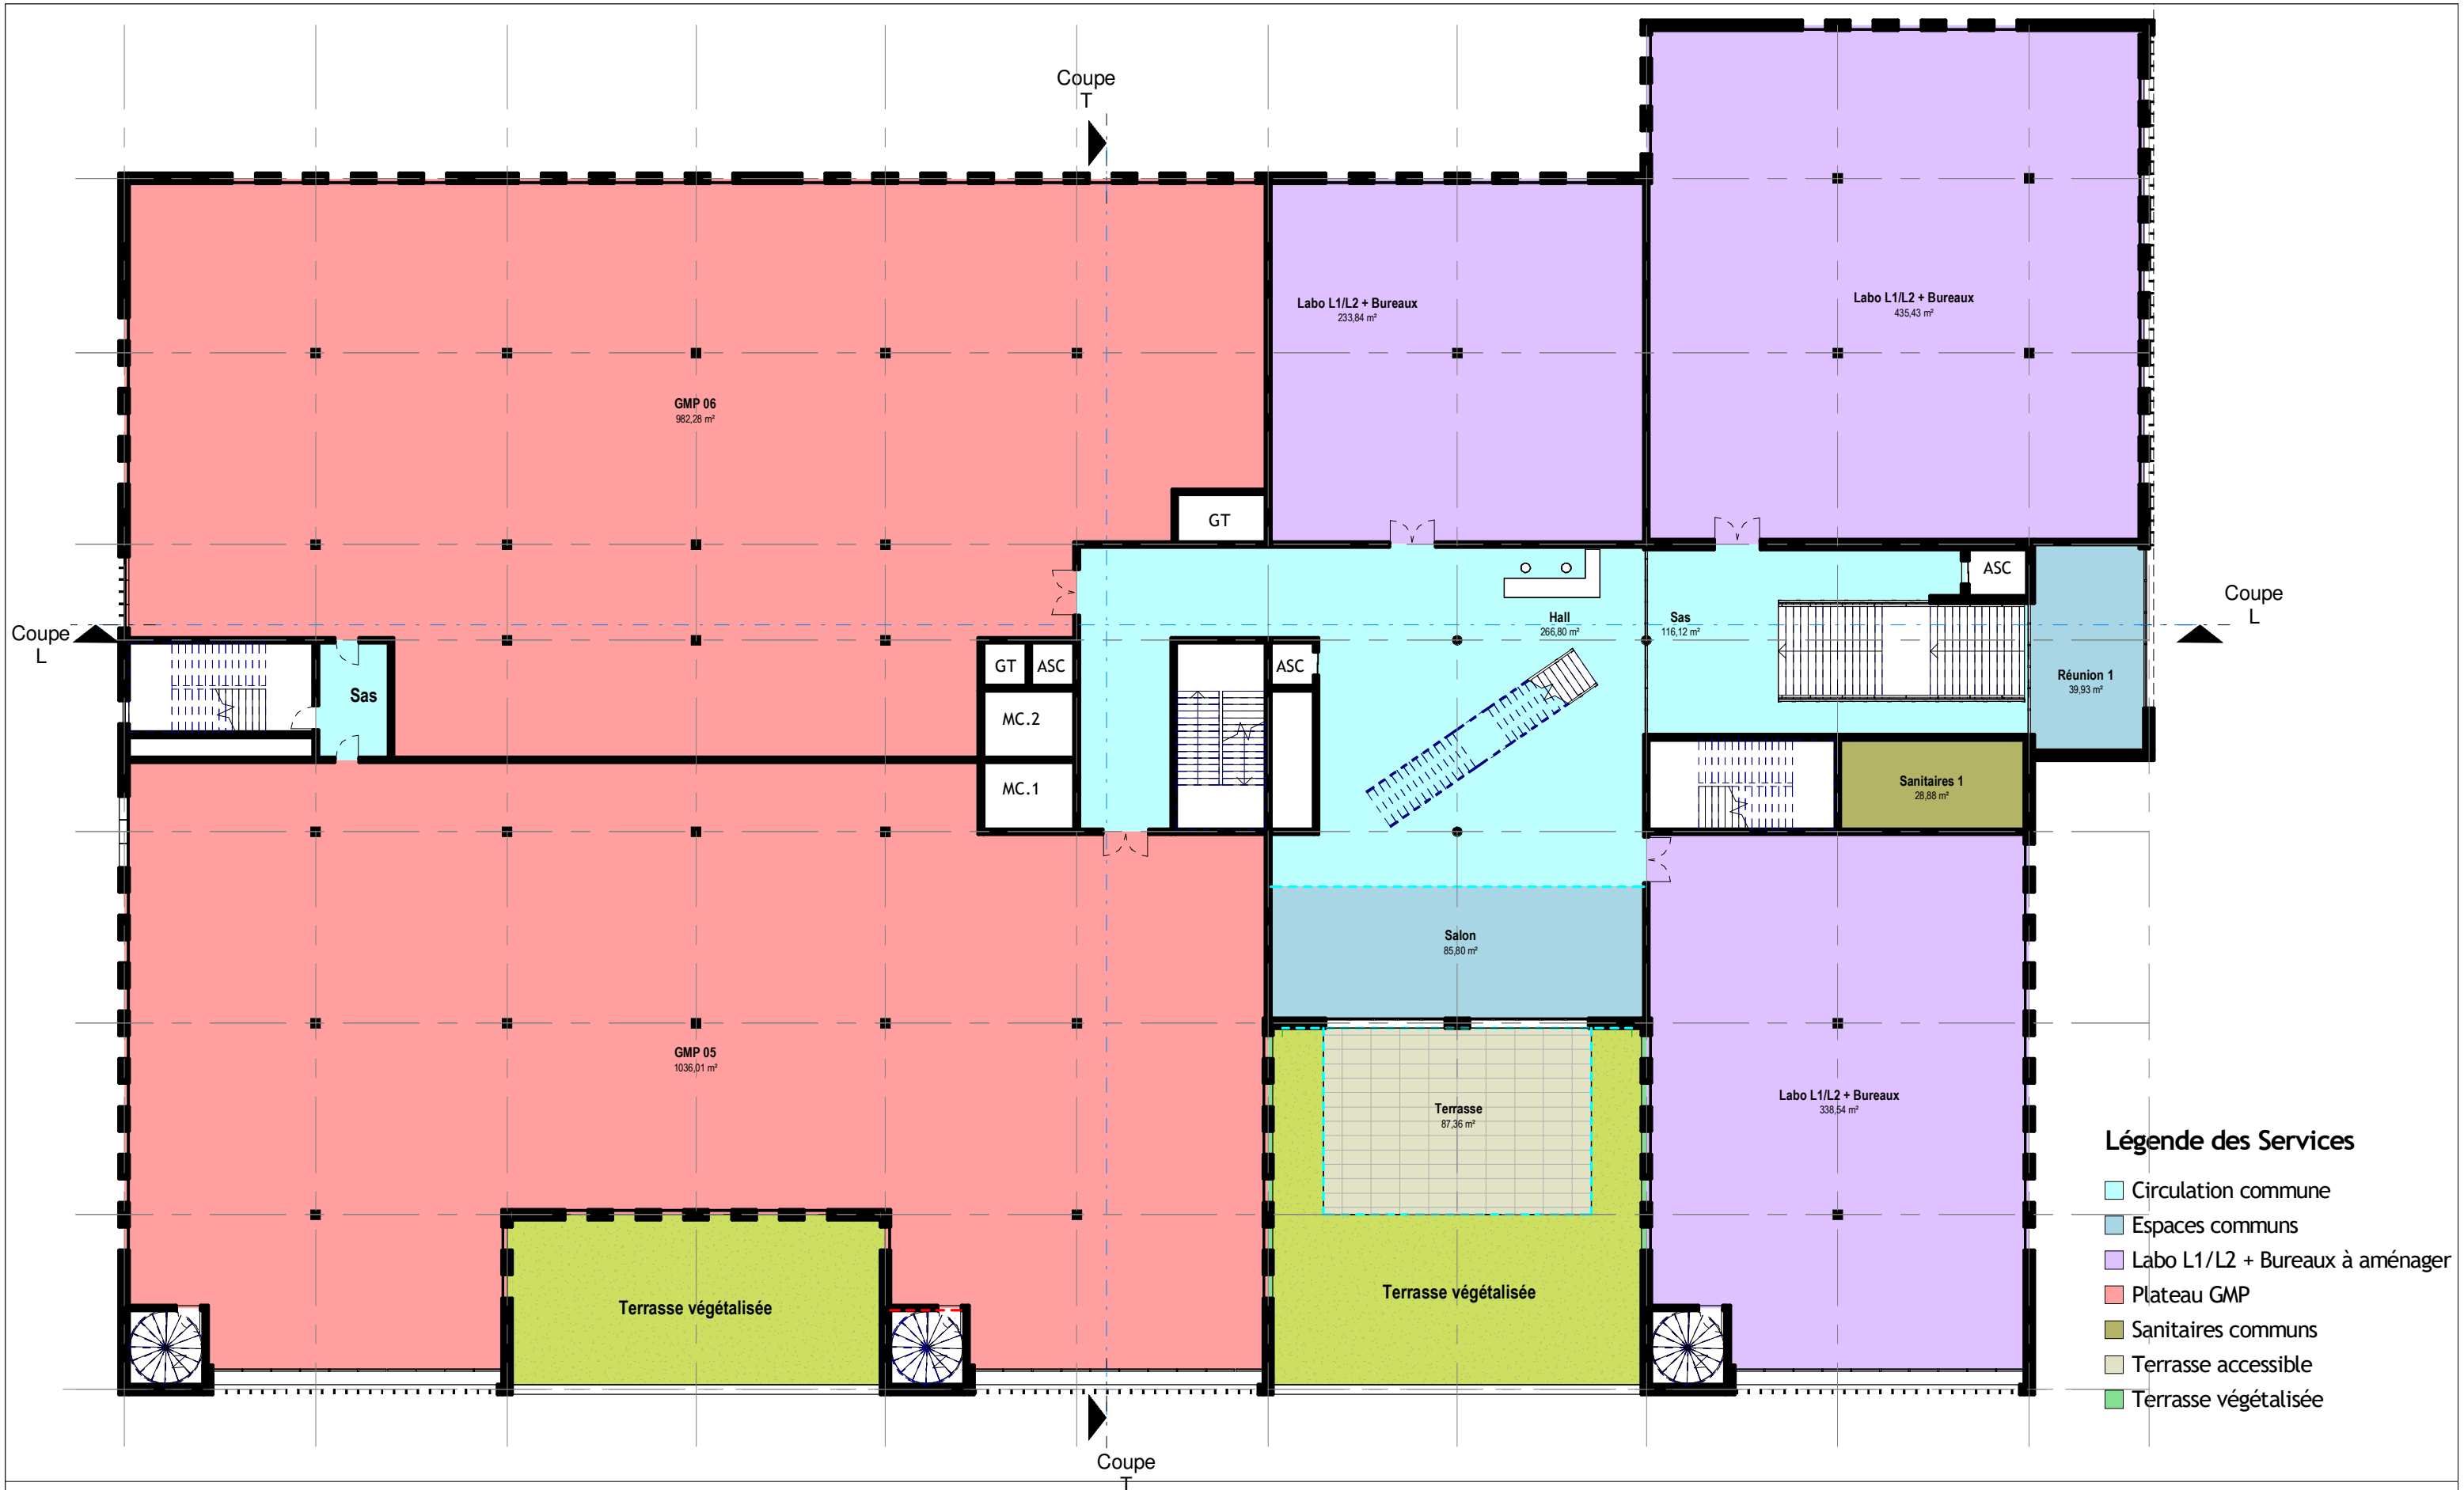 Coupe
T
Labo L1/L2 + Bureaux
435,43 m²
Labo L1/L2 + Bureaux
233,84 m²
GMP 06
982,28 m²
GT
ASC
Coupe
L
Coupe
L
Hall
266,80 m²
Sas
116,12 m²
GT
ASC
ASC
Réunion 1
39,93 m²
Sas
MC.2
MC.1
Sanitaires 1
28,88 m²
Salon
85,80 m²
GMP 05
1036,01 m²
Terrasse
87,36 m²
Labo L1/L2 + Bureaux
338,54 m²
Terrasse végétalisée
Terrasse végétalisée
Légende des Services
Circulation commune
Espaces communs
Labo L1/L2 + Bureaux à aménager
Plateau GMP
Sanitaires communs
Terrasse accessible
Terrasse végétalisée
Coupe
T